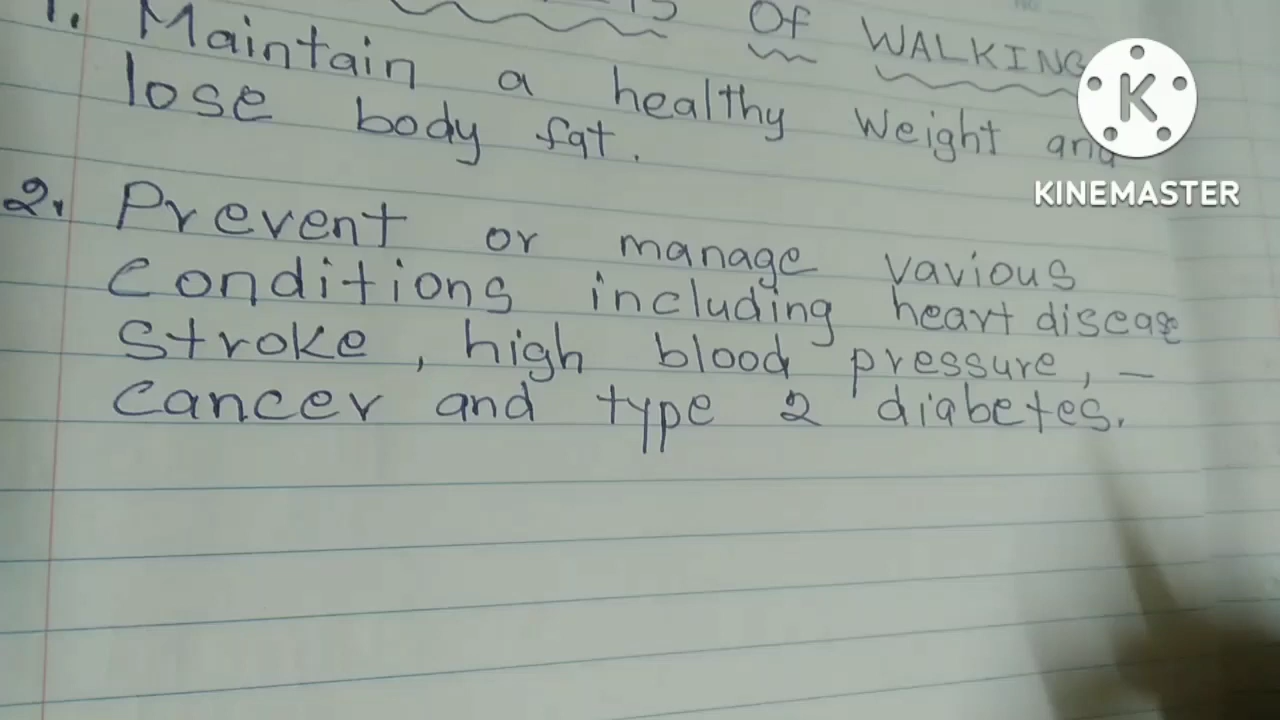 OF WALKING
1. Maintain a healthy weight and
lose body fat.
2. Prevent or manage various
conditions including heart disease
stroke, high blood pressure, –
cancer and type 2 diabetes.
KINEMASTER